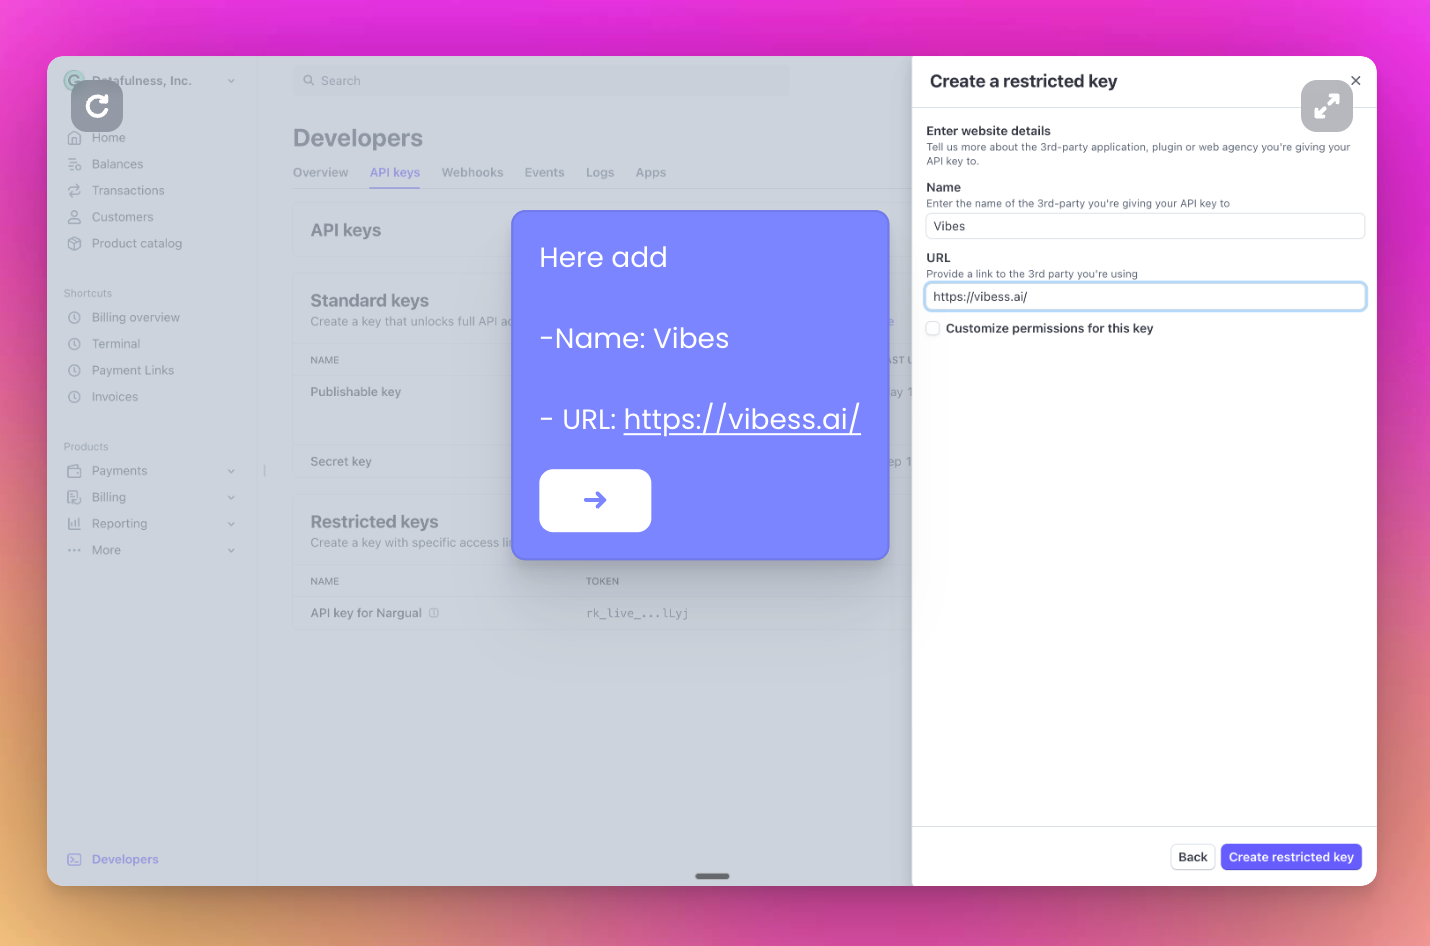 Datafulness, Inc.
Home
Balances
Transactions
Customers
Product catalog
Shortcuts
Billing overview
Terminal
Payment Links
Invoices
Products
Payments
Billing
Reporting
More
Developers
Search
Developers
Overview API keys Webhooks Events Logs Apps
API keys
Standard keys
Create a key that unlocks full API
NAME
Publishable key
Secret key
Restricted keys
Create a key with specific access
NAME TOKEN
API key for Nargual rk_live_...lLyj
Here add
-Name: Vibes
- URL: https://vibess.ai/
Create a restricted key
Enter website details
Tell us more about the 3rd-party application, plugin or web agency you're giving your
API key to.
Name
Enter the name of the 3rd-party you're giving your API key to
Vibes
URL
Provide a link to the 3rd party you're using
https://vibess.ai/
Customize permissions for this key
Back Create restricted key